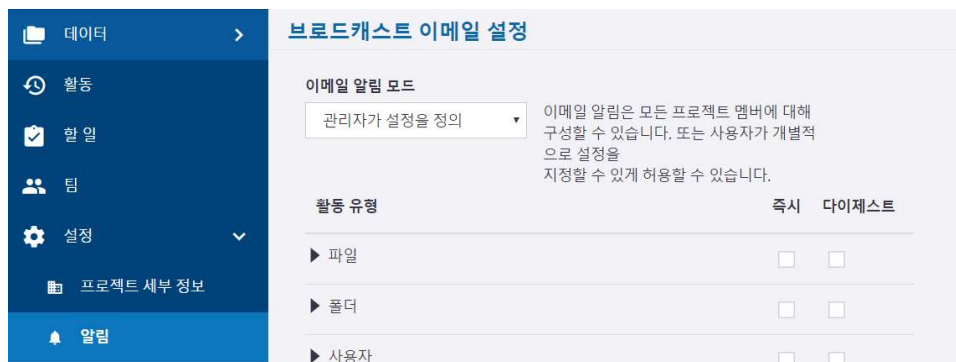 데이터
활동
할 일
팀
설정
프로젝트 세부 정보
알림
브로드캐스트 이메일 설정
이메일 알림 모드
관리자가 설정을 정의
이메일 알림은 모든 프로젝트 멤버에 대해
구성할 수 있습니다. 또는 사용자가 개별적
으로 설정을
지정할 수 있게 허용할 수 있습니다.
활동 유형 즉시 다이제스트
파일
폴더
사용자